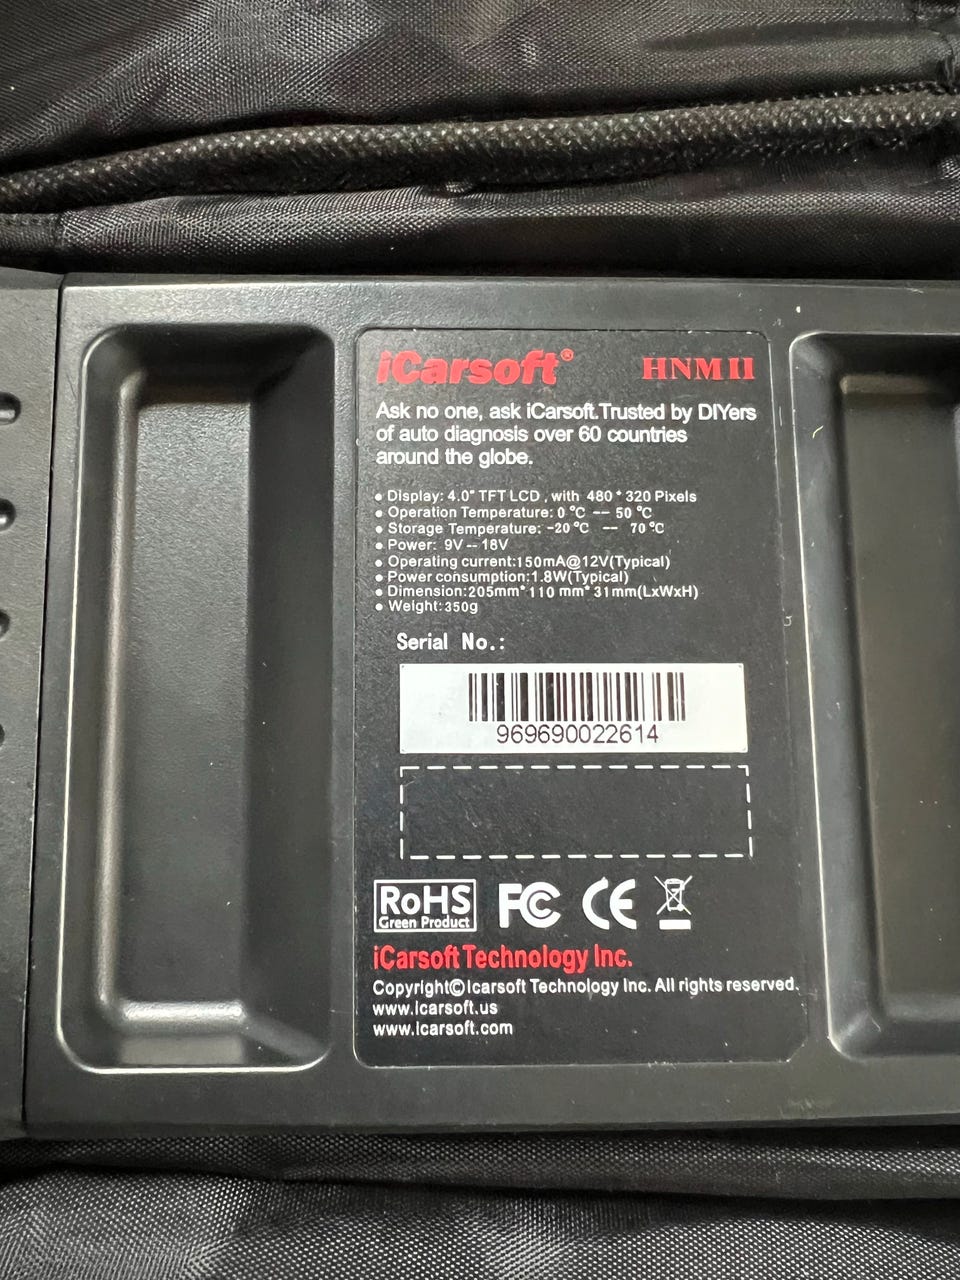 iCarsoft® HNM II
Ask no one, ask iCarsoft.Trusted by DIYers
of auto diagnosis over 60 countries
around the globe.
• Display: 4.0" TFT LCD , with 480 * 320 Pixels
• Operation Temperature: 0 °C -- 50 °C
• Storage Temperature: -20 °C -- 70 °C
• Power: 9V -- 18V
• Operating current:150mA@12V(Typical)
• Power consumption:1.8W(Typical)
• Dimension:205mm* 110 mm* 31mm(LxWxH)
• Weight:350g
Serial No.:
969690022614
RoHS FC CE
Green Product
iCarsoft Technology Inc.
Copyright©Icarsoft Technology Inc. All rights reserved.
www.icarsoft.us
www.icarsoft.com